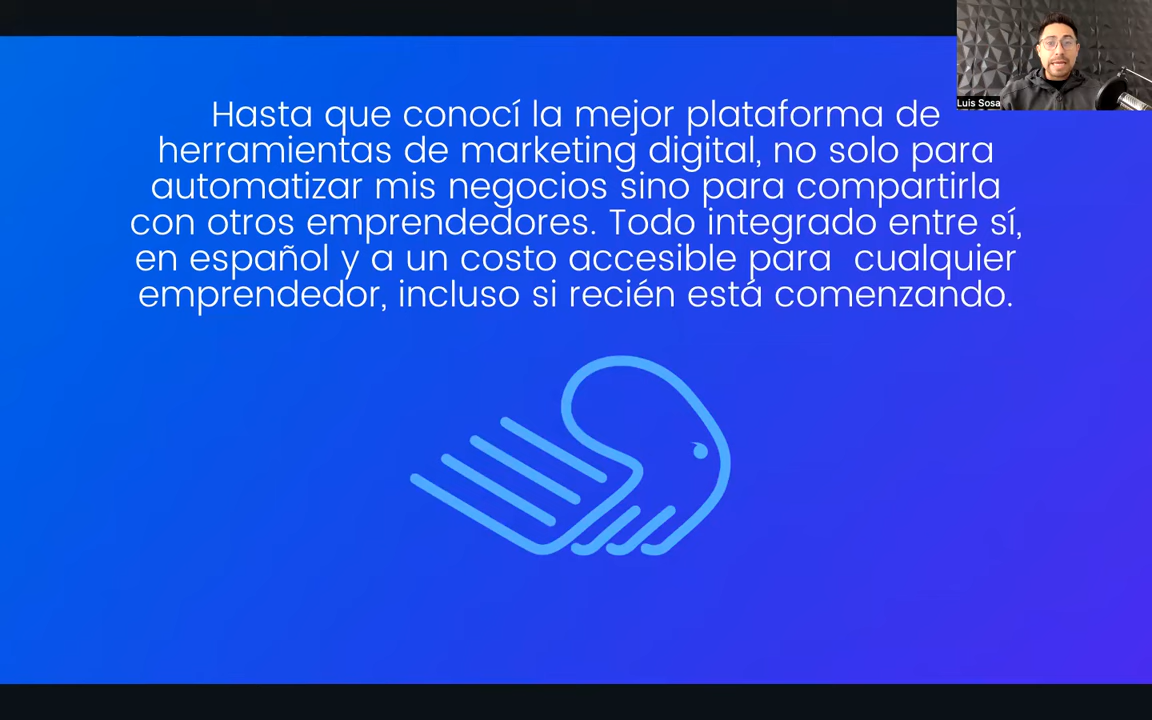 Hasta que conocí la mejor plataforma de
herramientas de marketing digital, no solo para
automatizar mis negocios sino para compartirla
con otros emprendedores. Todo integrado entre sí,
en español y a un costo accesible para  cualquier
emprendedor, incluso si recién está comenzando.
Luis Sosa